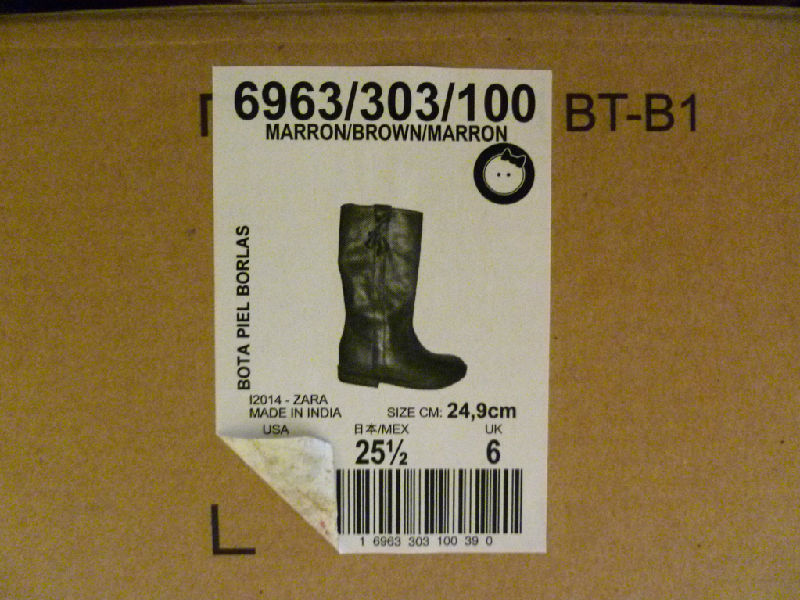 6963/303/100
BT-B1
MARRON/BROWN/MARRON
BOTA PIEL BORLAS
I2014 - ZARA
MADE IN INDIA
SIZE CM: 24,9cm
USA 日本/MEX UK
25½ 6
1 6963 303 100 39 0